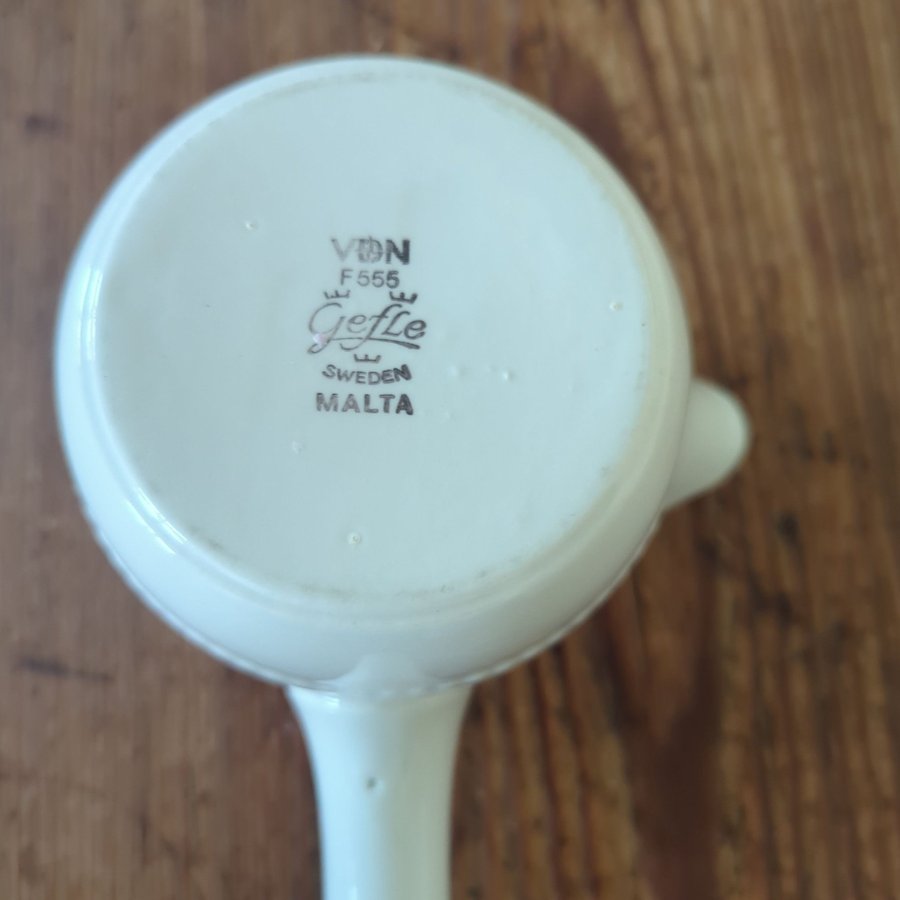 VDN
F555
Gefle
SWEDEN
MALTA